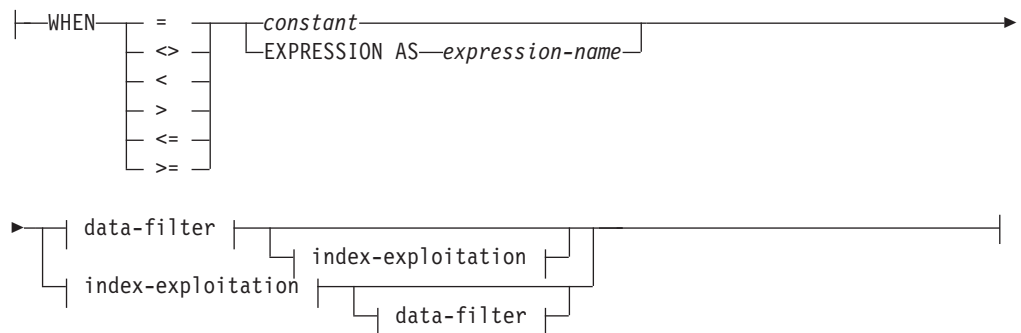 WHEN = constant
<> EXPRESSION AS expression-name
<
>
<=
>=
data-filter
index-exploitation
index-exploitation
data-filter